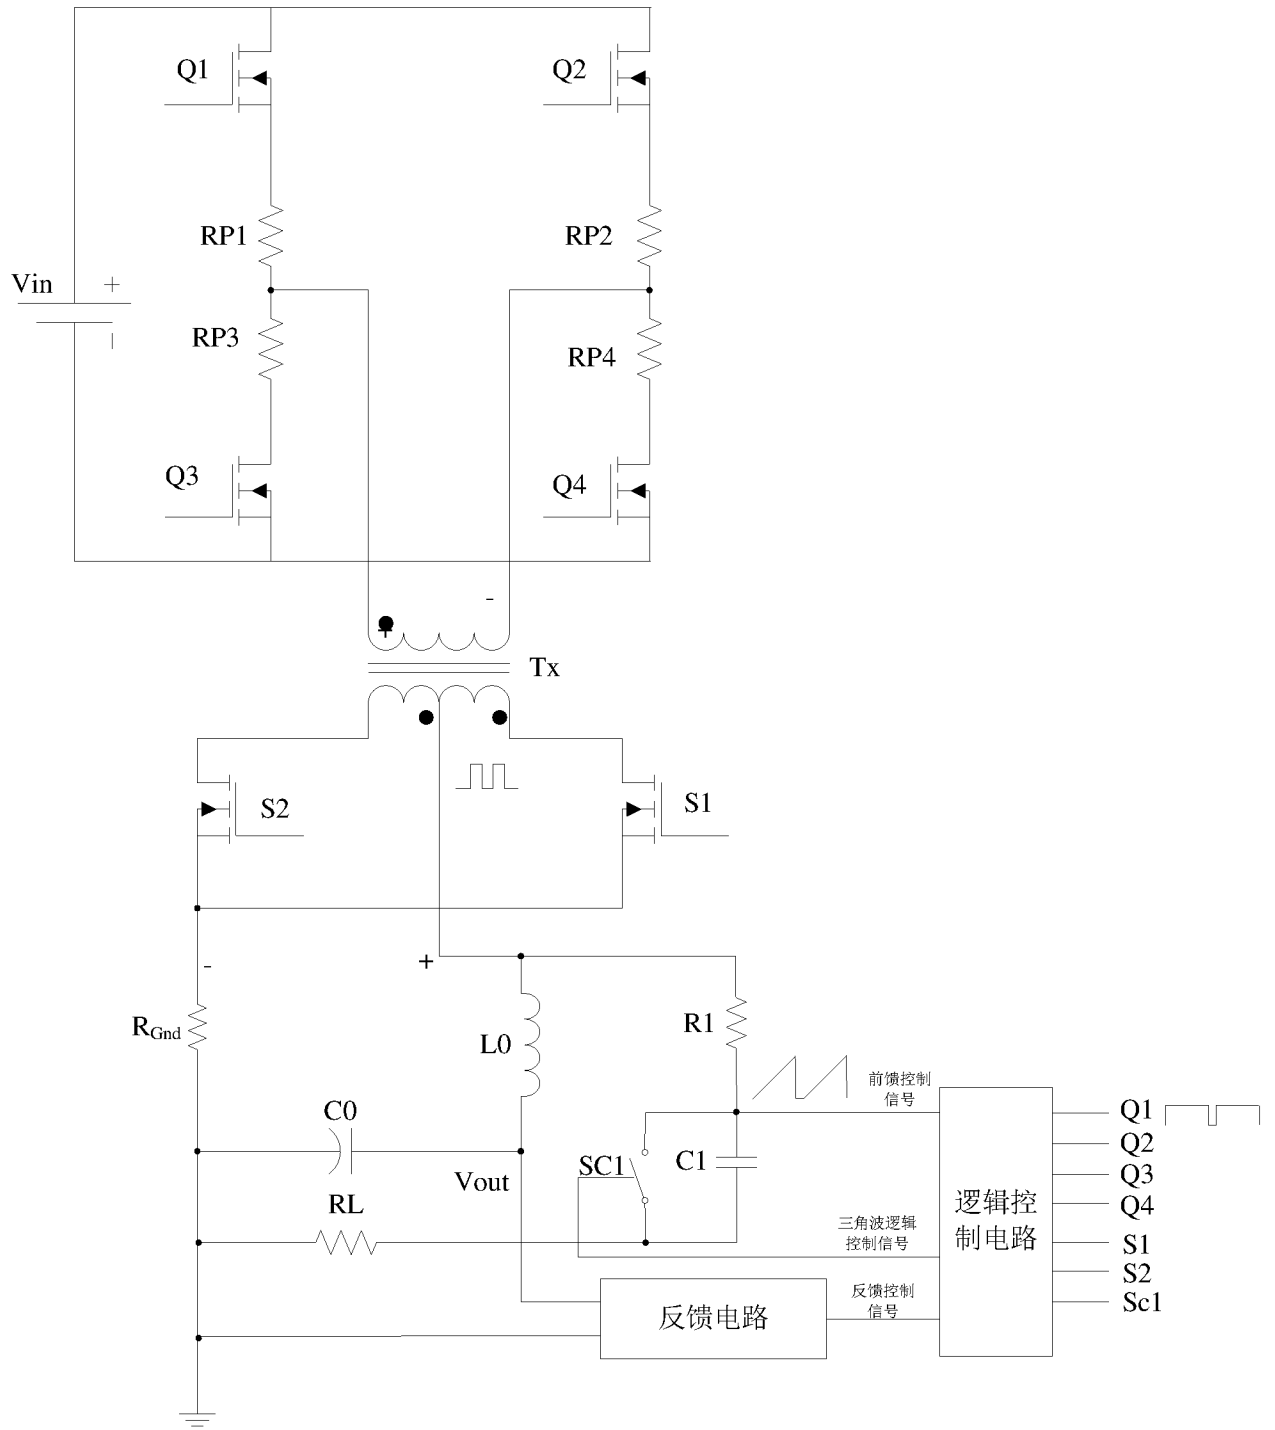 Q1
Q2
RP1
RP2
Vin
+
RP3
RP4
Q3
Q4
-
+
Tx
S2
S1
+
-
R1
RGnd
L0
前馈控制
信号
C0
Q1
Q2
SC1
C1
Vout
Q3
逻辑控
制电路
RL
Q4
三角波逻辑
控制信号
S1
S2
反馈控制
信号
Sc1
反馈电路